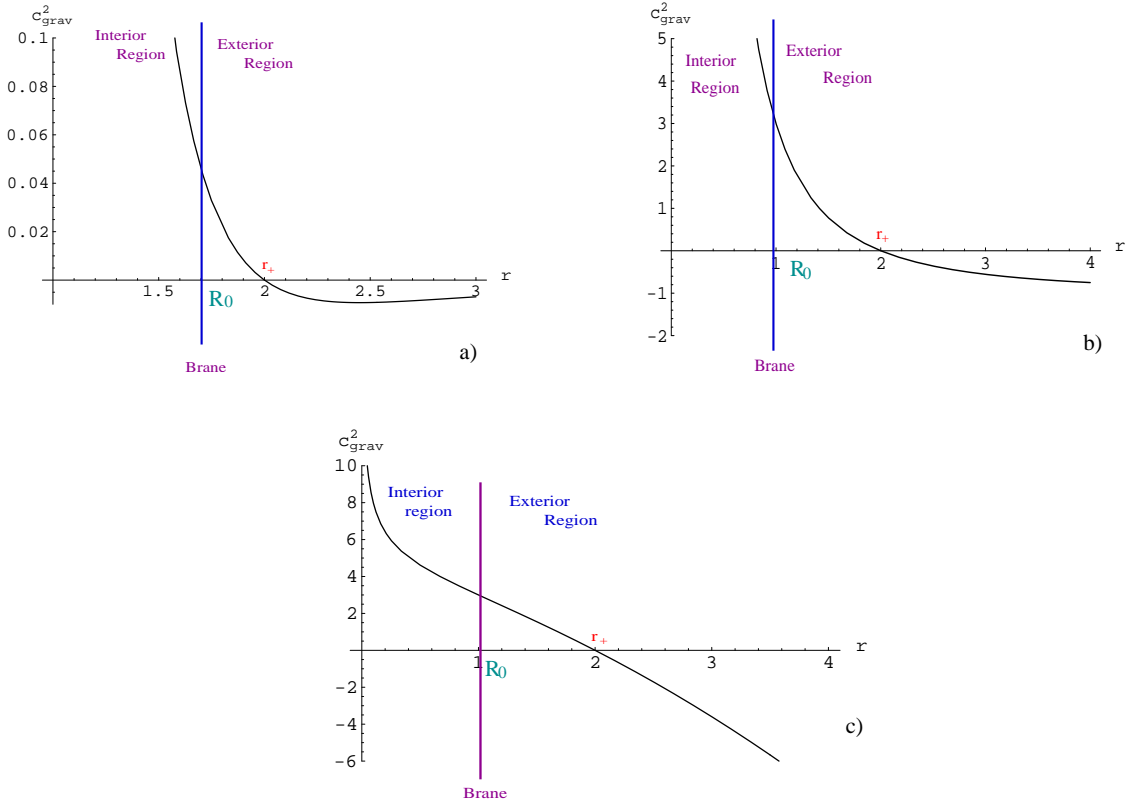 c²grav
0.1
0.08
0.06
0.04
0.02
Interior
Region
Exterior
Region
r₊
1.5
2
2.5
3
r
R₀
Brane
a)
c²grav
5
4
3
2
1
-1
-2
Interior
Region
Exterior
Region
r₊
1
2
3
4
r
R₀
Brane
b)
c²grav
10
8
6
4
2
-2
-4
-6
Interior
region
Exterior
Region
r₊
1
2
3
4
r
R₀
Brane
c)